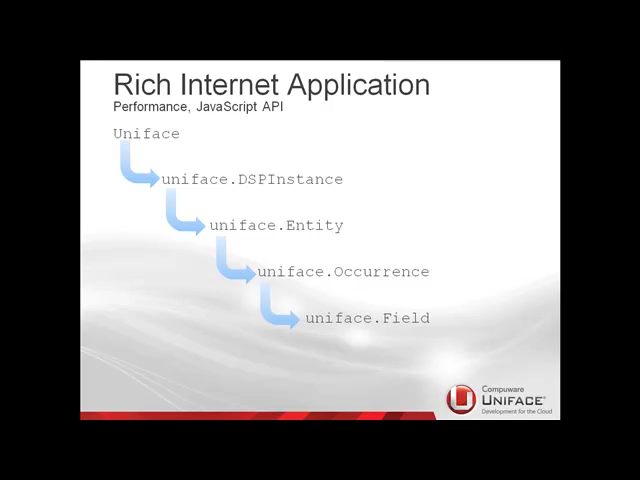 Rich Internet Application
Performance, JavaScript API
Uniface
uniface.DSPInstance
uniface.Entity
uniface.Occurrence
uniface.Field
Compuware
UNIFACE®
Development for the Cloud